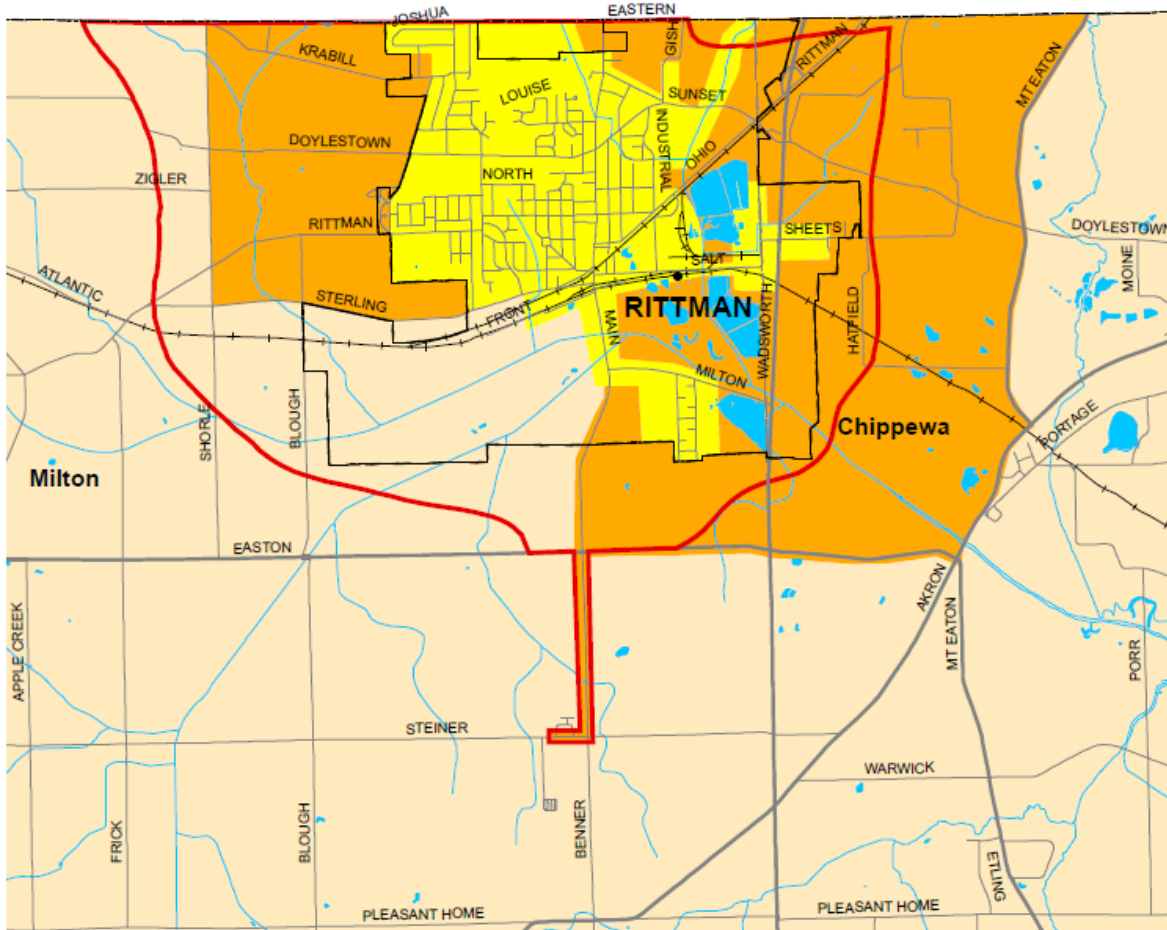 JOSHUA
EASTERN
KRABILL
GISH
RITTMAN
MT EATON
LOUISE
SUNSET
DOYLESTOWN
INDUSTRIAL
OHIO
ZIGLER
NORTH
RITTMAN
SHEETS
DOYLESTOWN
MOINE
ATLANTIC
STERLING
FRONT
SALT
RITTMAN
MAIN
WADSWORTH
HATFIELD
MILTON
SHORLE
BLOUGH
Chippewa
PORTAGE
Milton
EASTON
AKRON
MT EATON
APPLE CREEK
PORR
STEINER
WARWICK
FRICK
BLOUGH
BENNER
ETLING
PLEASANT HOME
PLEASANT HOME